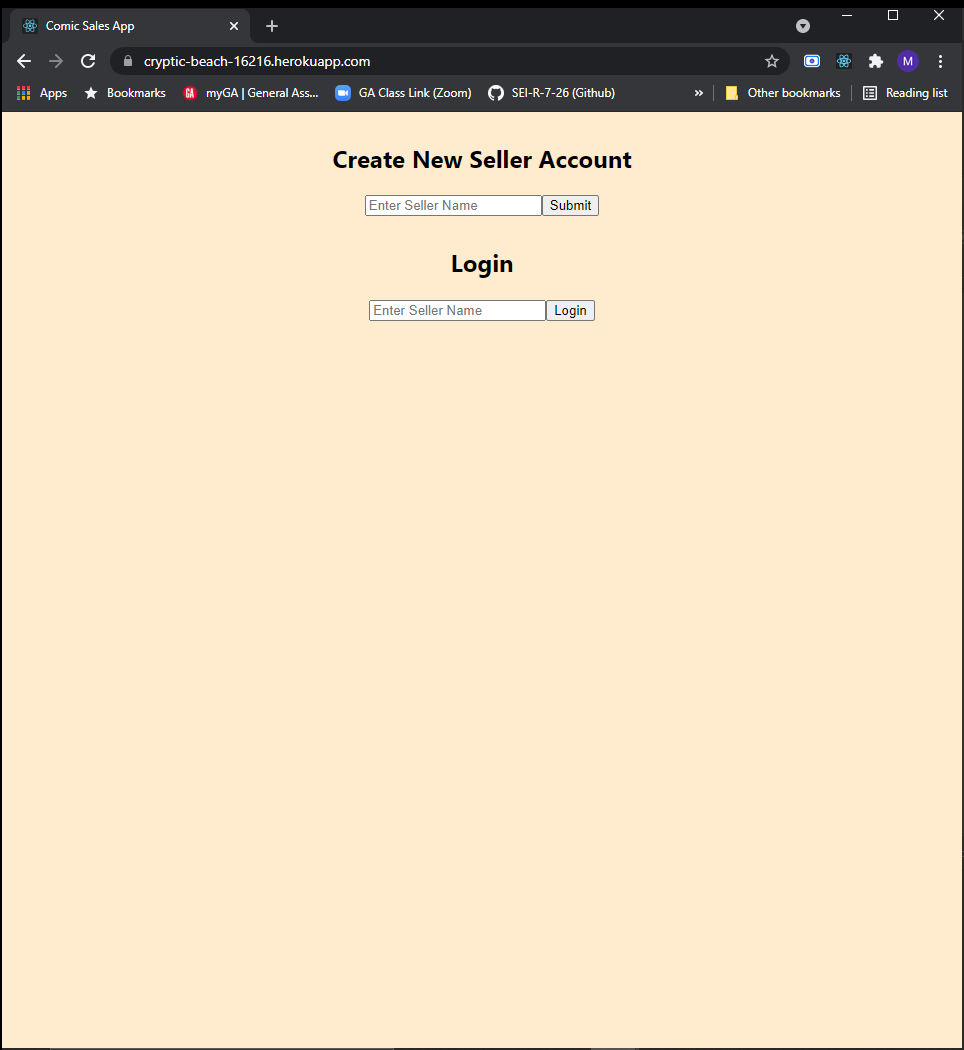 Comic Sales App
cryptic-beach-16216.herokuapp.com
M
Apps Bookmarks GA myGA | General Ass... GA Class Link (Zoom) SEI-R-7-26 (Github) » Other bookmarks Reading list
Create New Seller Account
Enter Seller Name Submit
Login
Enter Seller Name Login